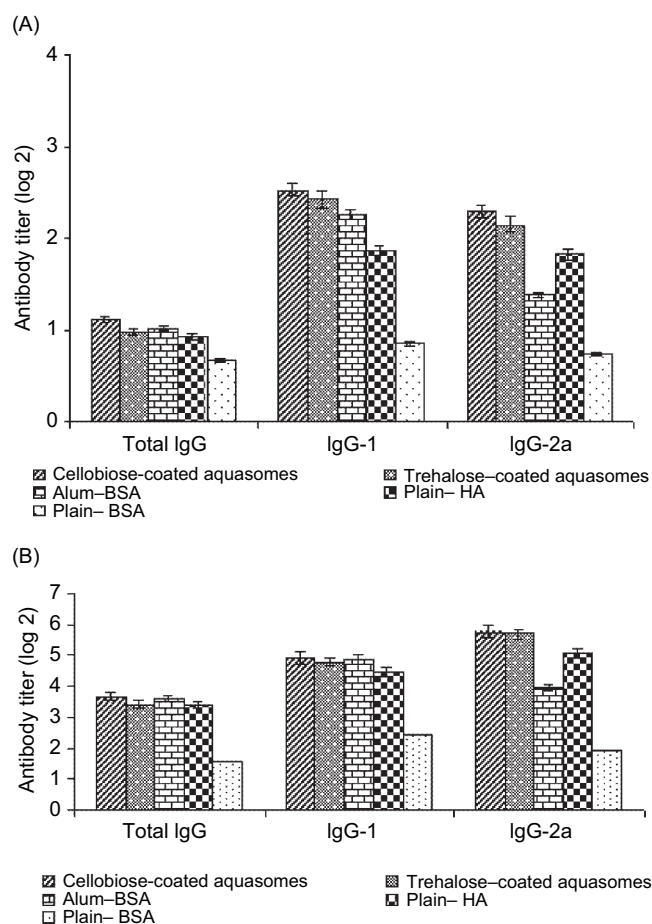 (A)
4
3
2
1
0
Antibody titer (log 2)
Total IgG IgG-1 IgG-2a
Cellobiose-coated aquasomes Trehalose–coated aquasomes
Alum–BSA Plain– HA
Plain– BSA
(B)
7
6
5
4
3
2
1
0
Antibody titer (log 2)
Total IgG IgG-1 IgG-2a
Cellobiose-coated aquasomes Trehalose–coated aquasomes
Alum–BSA Plain– HA
Plain– BSA